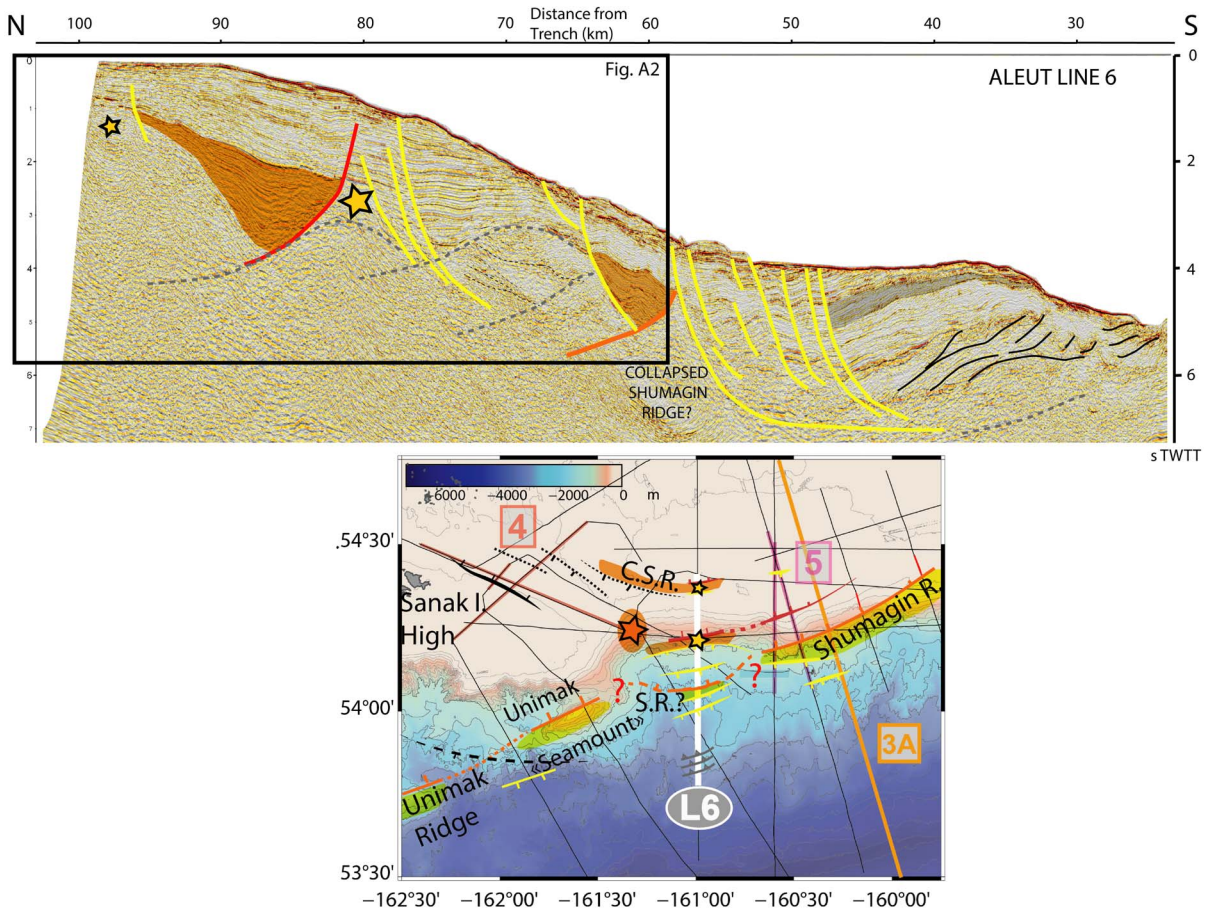 N
100 80 70 60 50 40 30
Distance from
Trench (km)
S
Fig. A2
ALEUT LINE 6
0
1
2
3
4
5
6
7
0
2
4
6
s TWTT
COLLAPSED
SHUMAGIN
RIDGE?
−6000 −4000 −2000 0 m
54°30'
54°00'
53°30'
4
5
C.S.R.
Sanak I.
High
Shumagin R.
?
?
S.R.?
Unimak
«Seamount»
Unimak
Ridge
3A
L6
−162°30' −162°00' −161°30' −161°00' −160°30' −160°00'